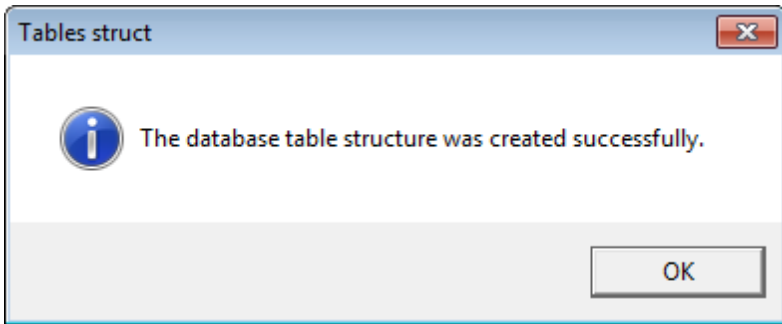 Tables struct
The database table structure was created successfully.
OK